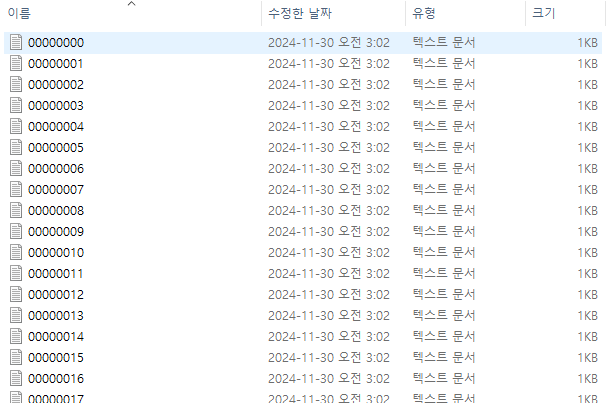 이름 수정한 날짜 유형 크기
00000000 2024-11-30 오전 3:02 텍스트 문서 1KB
00000001 2024-11-30 오전 3:02 텍스트 문서 1KB
00000002 2024-11-30 오전 3:02 텍스트 문서 1KB
00000003 2024-11-30 오전 3:02 텍스트 문서 1KB
00000004 2024-11-30 오전 3:02 텍스트 문서 1KB
00000005 2024-11-30 오전 3:02 텍스트 문서 1KB
00000006 2024-11-30 오전 3:02 텍스트 문서 1KB
00000007 2024-11-30 오전 3:02 텍스트 문서 1KB
00000008 2024-11-30 오전 3:02 텍스트 문서 1KB
00000009 2024-11-30 오전 3:02 텍스트 문서 1KB
00000010 2024-11-30 오전 3:02 텍스트 문서 1KB
00000011 2024-11-30 오전 3:02 텍스트 문서 1KB
00000012 2024-11-30 오전 3:02 텍스트 문서 1KB
00000013 2024-11-30 오전 3:02 텍스트 문서 1KB
00000014 2024-11-30 오전 3:02 텍스트 문서 1KB
00000015 2024-11-30 오전 3:02 텍스트 문서 1KB
00000016 2024-11-30 오전 3:02 텍스트 문서 1KB
00000017 2024-11-30 오전 3:02 텍스트 문서 1KB